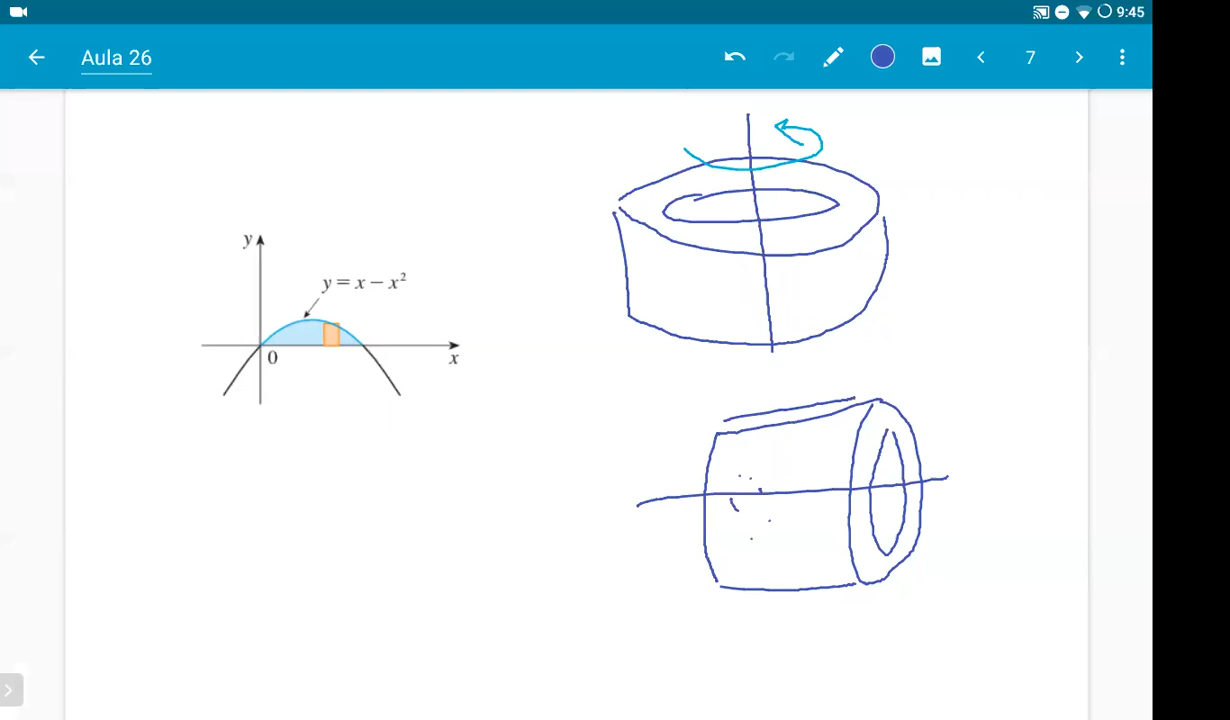 9:45
Aula 26
7
y
y = x − x²
0
x